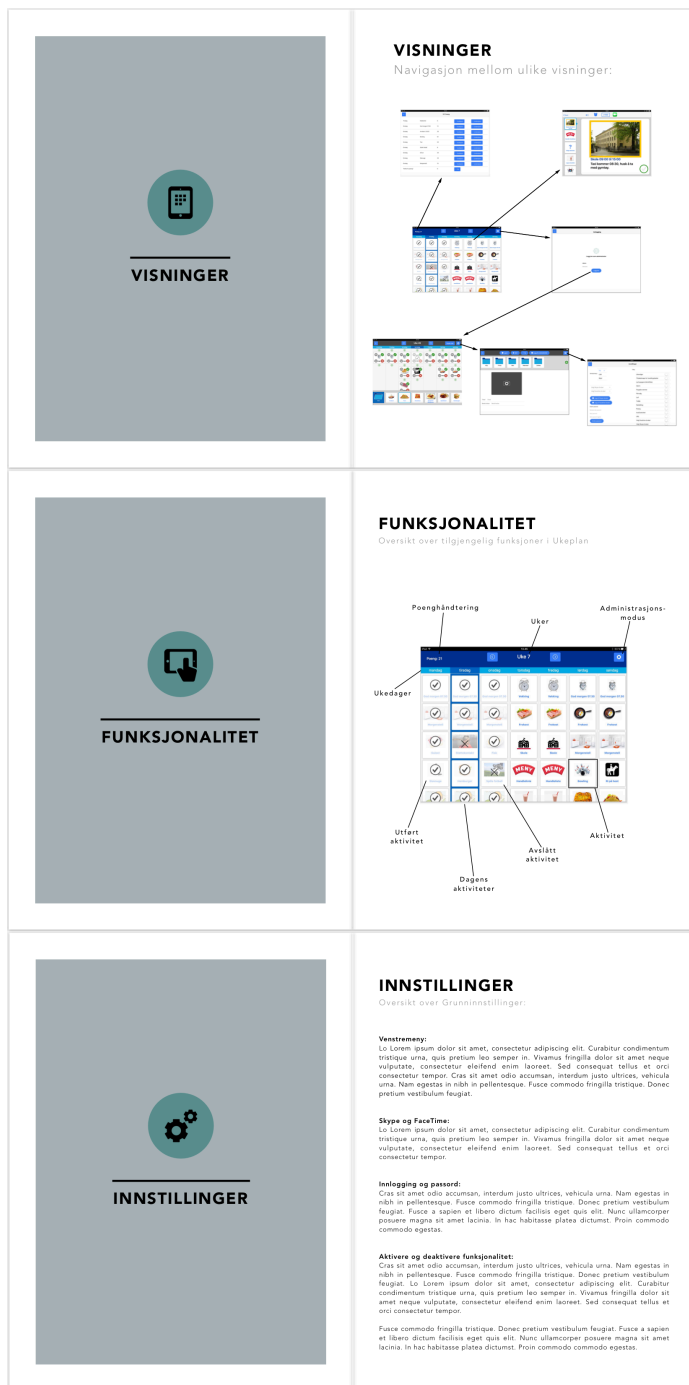 VISNINGER
VISNINGER
Navigasjon mellom ulike visninger:
FUNKSJONALITET
FUNKSJONALITET
Oversikt over tilgjengelig funksjoner i Ukeplan
Poenghåndtering
Uker
Administrasjons-
modus
Uke 7
Ukedager
MENY
MENY
Utført
aktivitet
Dagens
aktiviteter
Avslått
aktivitet
Aktivitet
INNSTILLINGER
INNSTILLINGER
Oversikt over Grunninnstillinger:
Venstremeny:
Lo Lorem ipsum dolor sit amet, consectetur adipiscing elit. Curabitur condimentum
tristique urna, quis pretium leo semper in. Vivamus fringilla dolor sit amet neque
vulputate, consectetur eleifend enim laoreet. Sed consequat tellus et orci
consectetur tempor. Cras sit amet odio accumsan, interdum justo ultrices, vehicula
urna. Nam egestas in nibh in pellentesque. Fusce commodo fringilla tristique. Donec
pretium vestibulum feugiat.
Skype og FaceTime:
Lo Lorem ipsum dolor sit amet, consectetur adipiscing elit. Curabitur condimentum
tristique urna, quis pretium leo semper in. Vivamus fringilla dolor sit amet neque
vulputate, consectetur eleifend enim laoreet. Sed consequat tellus et orci
consectetur tempor.
Innlogging og passord:
Cras sit amet odio accumsan, interdum justo ultrices, vehicula urna. Nam egestas in
nibh in pellentesque. Fusce commodo fringilla tristique. Donec pretium vestibulum
feugiat. Fusce a sapien et libero dictum facilisis eget quis elit. Nunc ullamcorper
posuere magna sit amet lacinia. In hac habitasse platea dictumst. Proin commodo
commodo egestas.
Aktivere og deaktivere funksjonalitet:
Cras sit amet odio accumsan, interdum justo ultrices, vehicula urna. Nam egestas in
nibh in pellentesque. Fusce commodo fringilla tristique. Donec pretium vestibulum
feugiat. Lo Lorem ipsum dolor sit amet, consectetur adipiscing elit. Curabitur
condimentum tristique urna, quis pretium leo semper in. Vivamus fringilla dolor sit
amet neque vulputate, consectetur eleifend enim laoreet. Sed consequat tellus et
orci consectetur tempor.
Fusce commodo fringilla tristique. Donec pretium vestibulum feugiat. Fusce a sapien
et libero dictum facilisis eget quis elit. Nunc ullamcorper posuere magna sit amet
lacinia. In hac habitasse platea dictumst. Proin commodo commodo egestas.